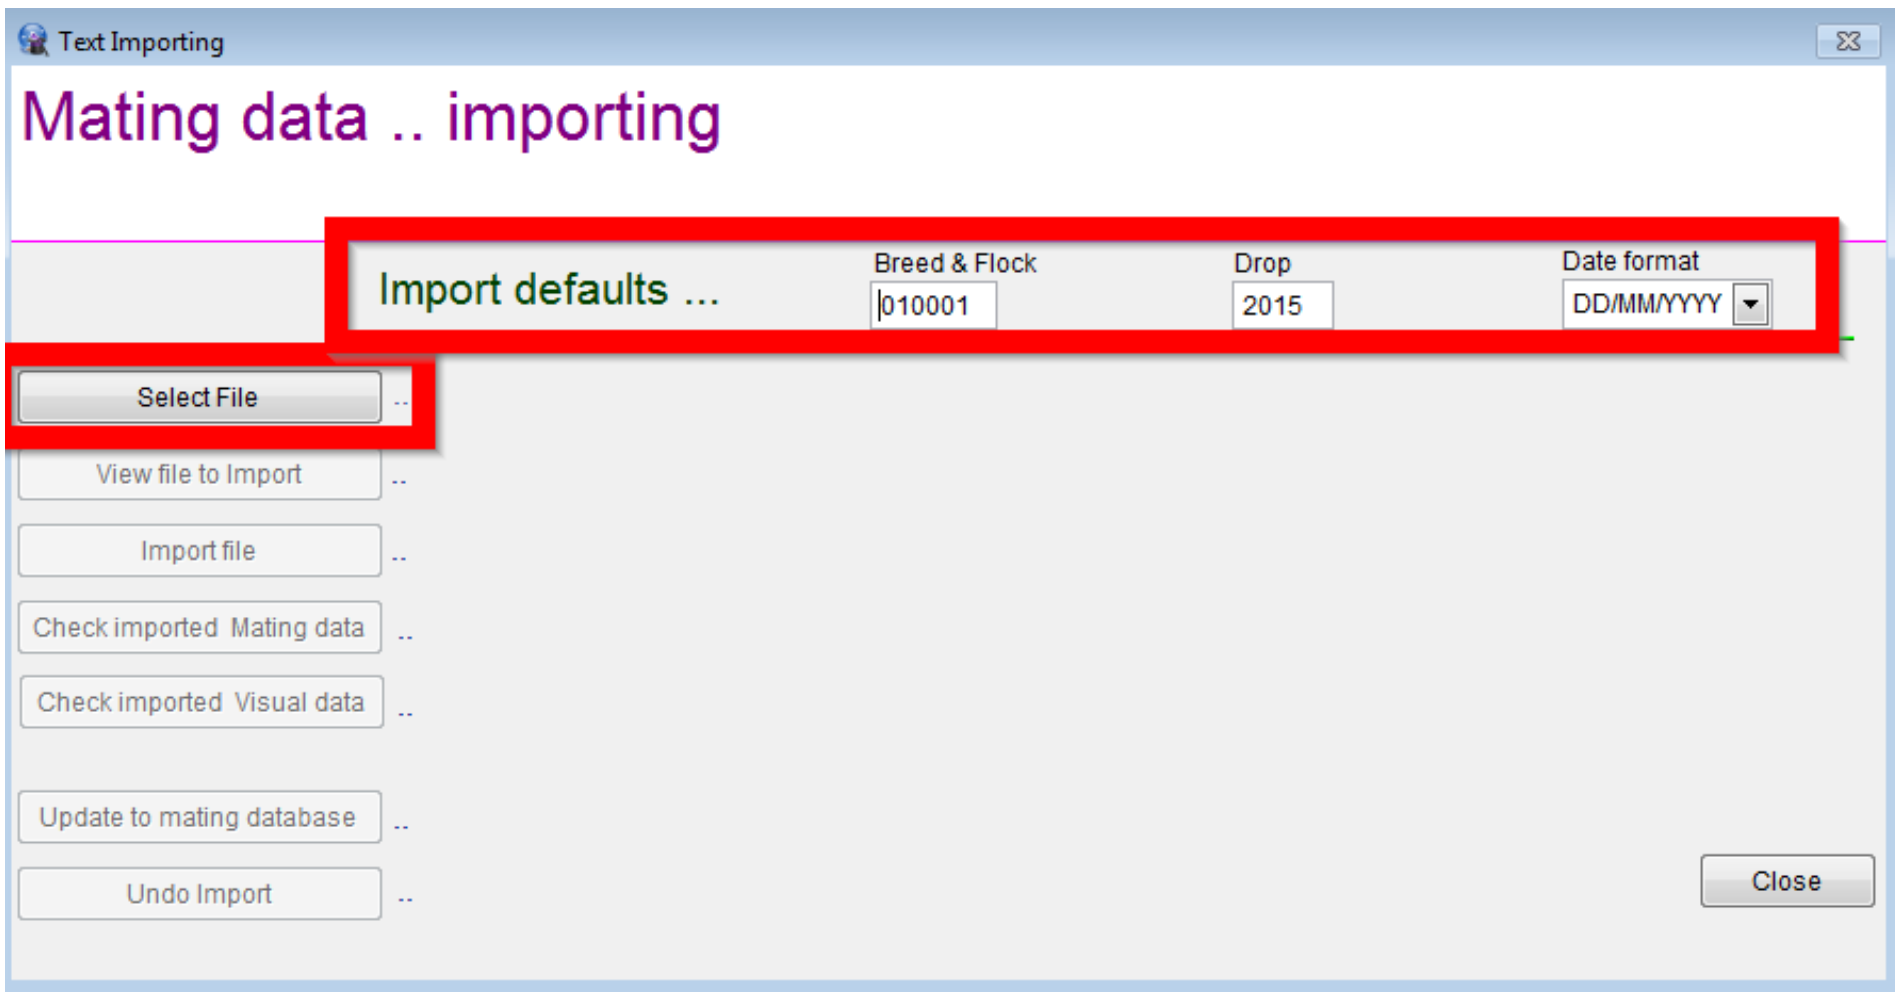 Text Importing
Mating data .. importing
Import defaults ...
Breed & Flock
010001
Drop
2015
Date format
DD/MM/YYYY
Select File ..
View file to Import ..
Import file ..
Check imported Mating data ..
Check imported Visual data ..
Update to mating database ..
Undo Import ..
Close